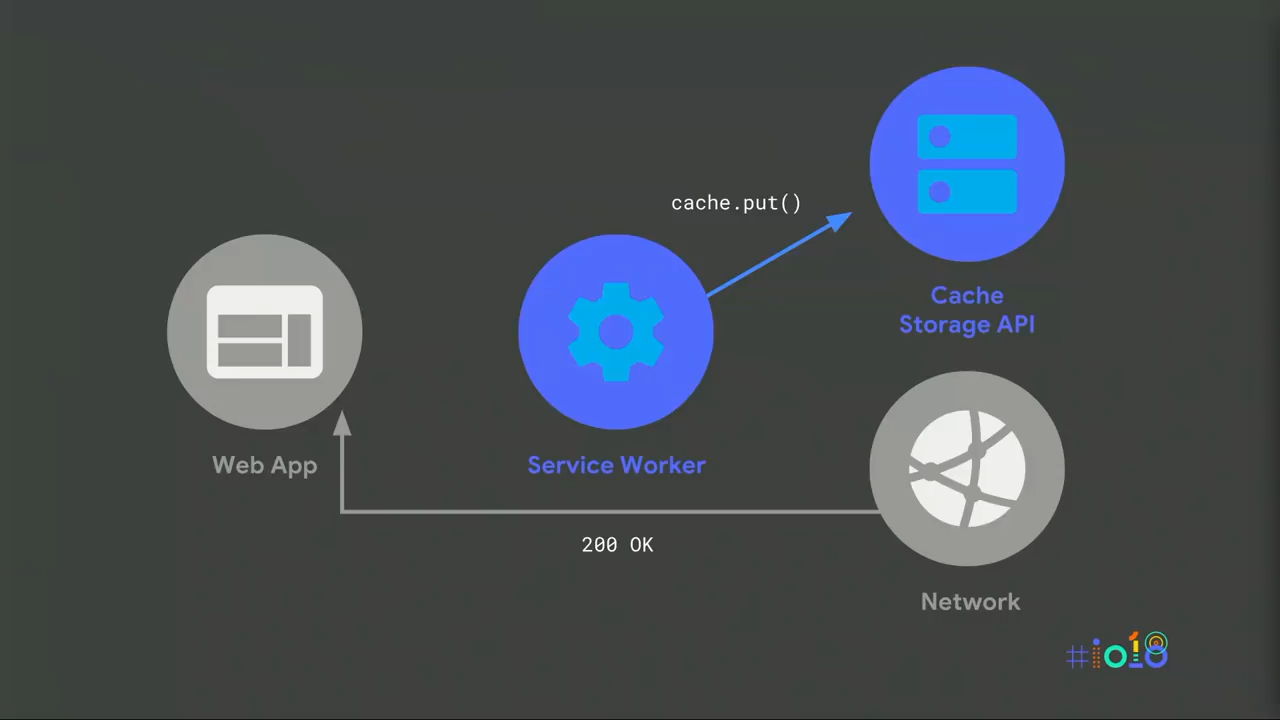 cache.put()
Cache
Storage API
Web App
Service Worker
200 OK
Network
#io18